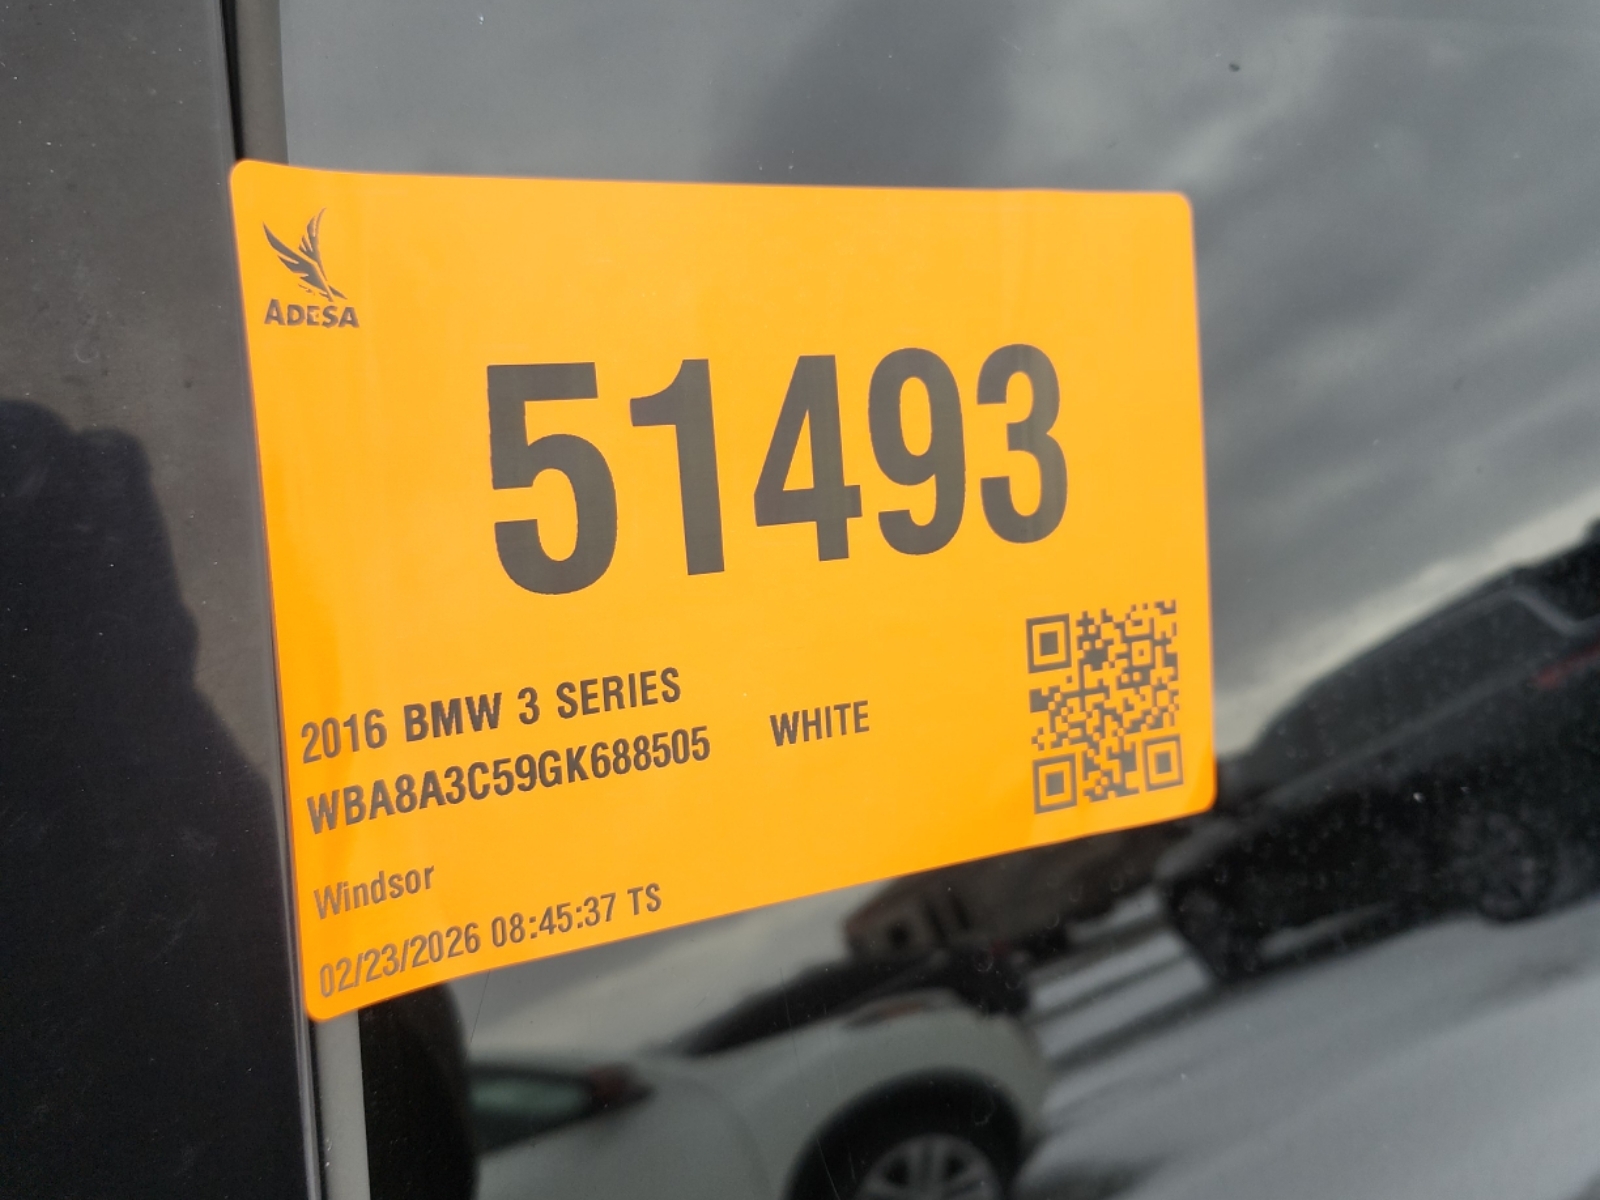 ADESA
51493
2016 BMW 3 SERIES
WBA8A3C59GK688505 WHITE
Windsor
02/23/2026 08:45:37 TS